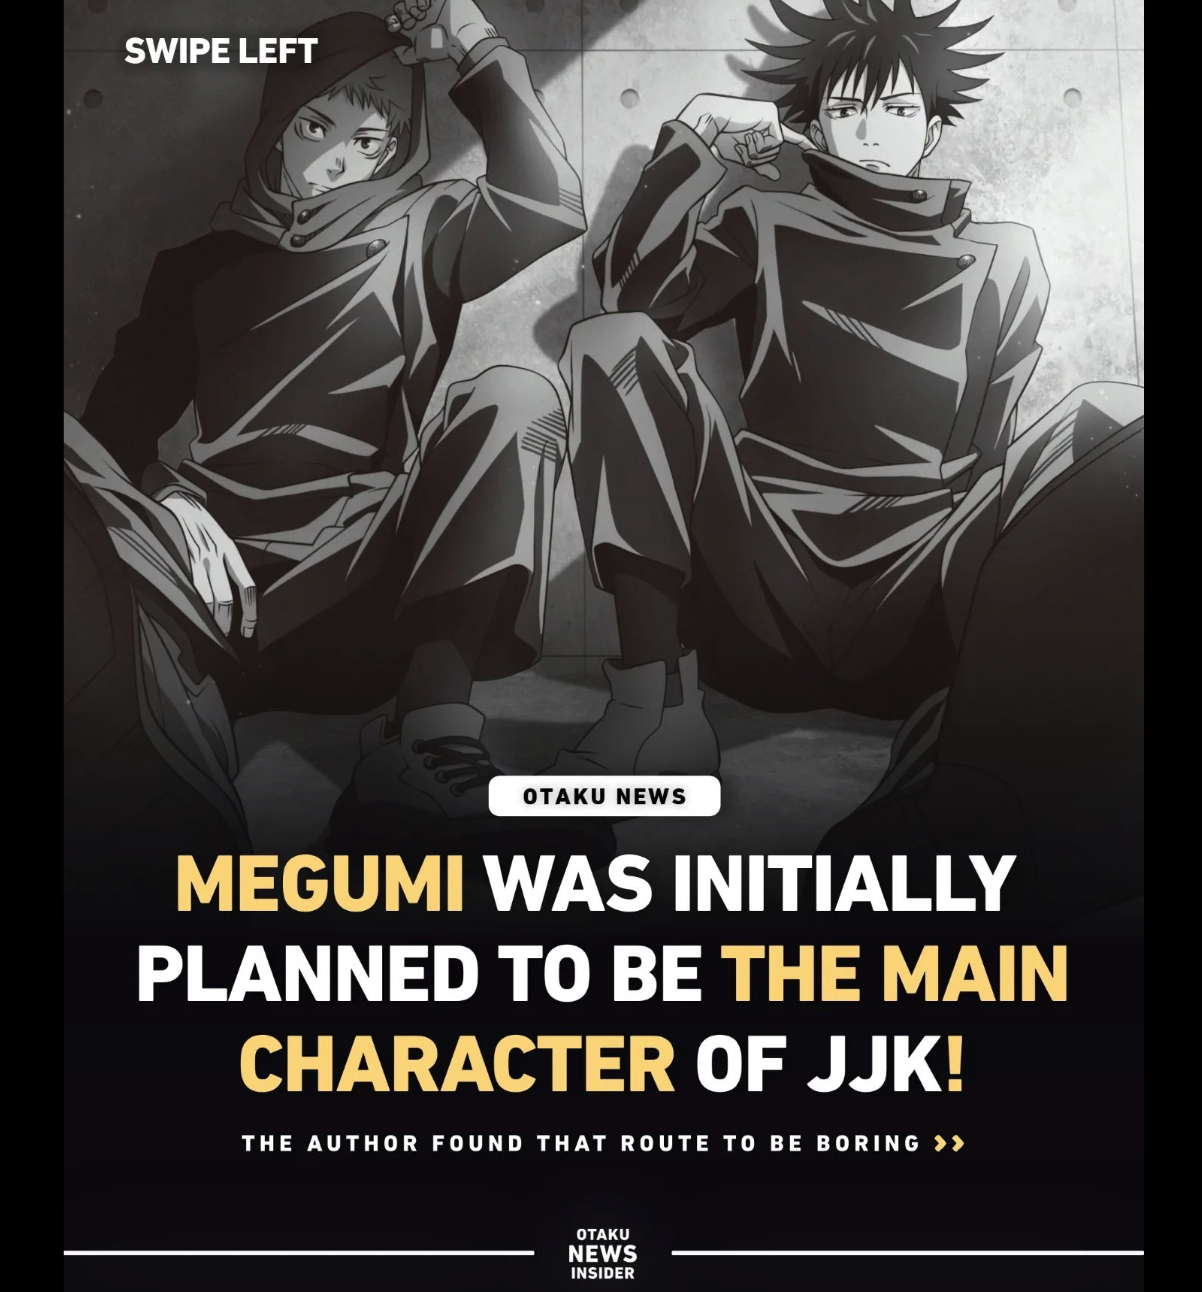 SWIPE LEFT
OTAKU NEWS
MEGUMI WAS INITIALLY
PLANNED TO BE THE MAIN
CHARACTER OF JJK!
THE AUTHOR FOUND THAT ROUTE TO BE BORING >>
OTAKU
NEWS
INSIDER